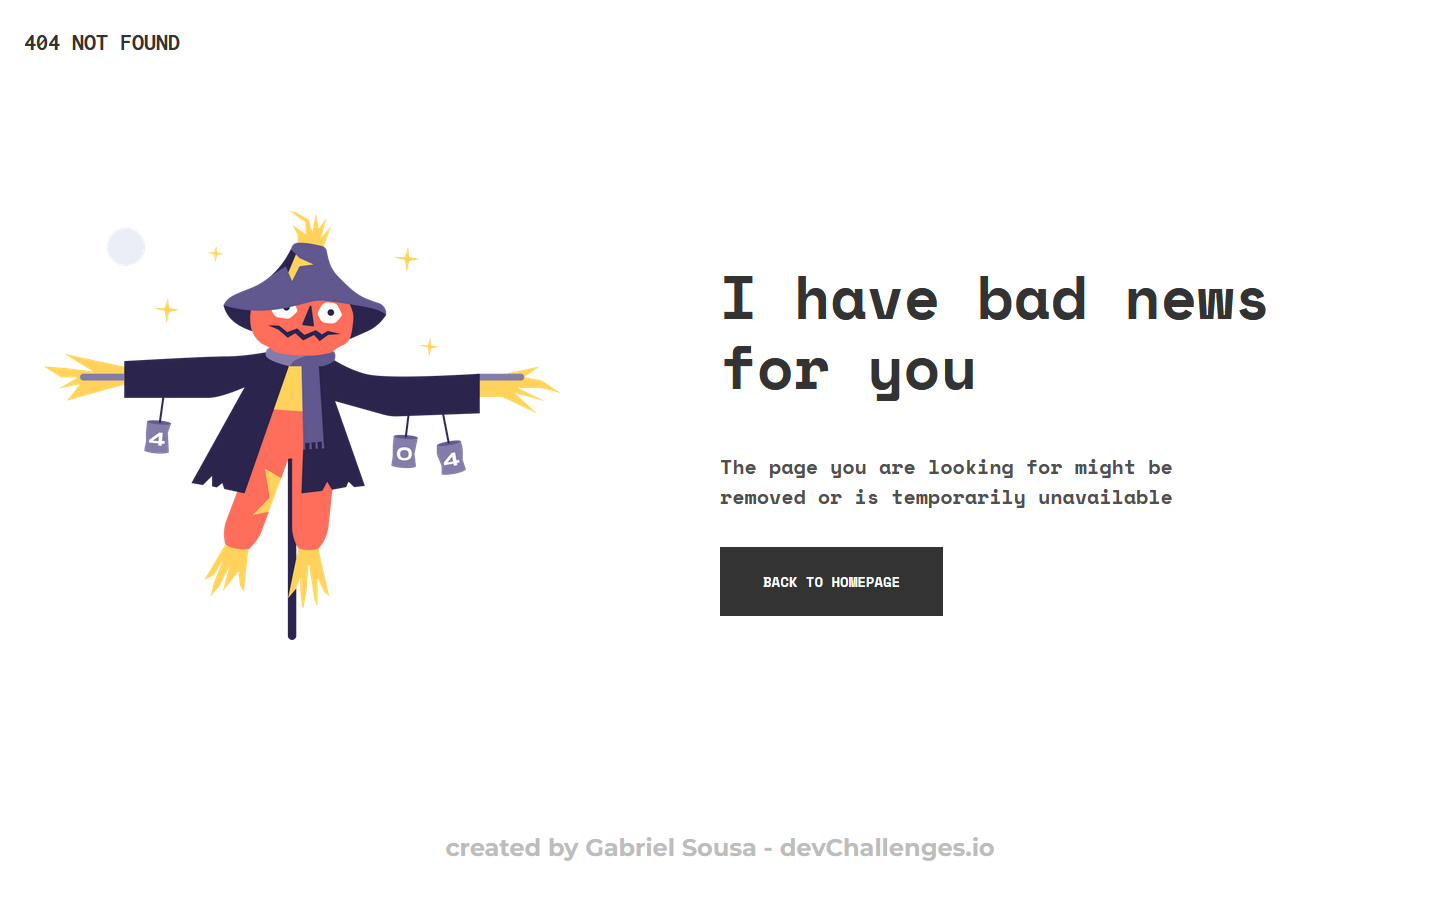 404 NOT FOUND
4
0
4
I have bad news
for you
The page you are looking for might be
removed or is temporarily unavailable
BACK TO HOMEPAGE
created by Gabriel Sousa - devChallenges.io